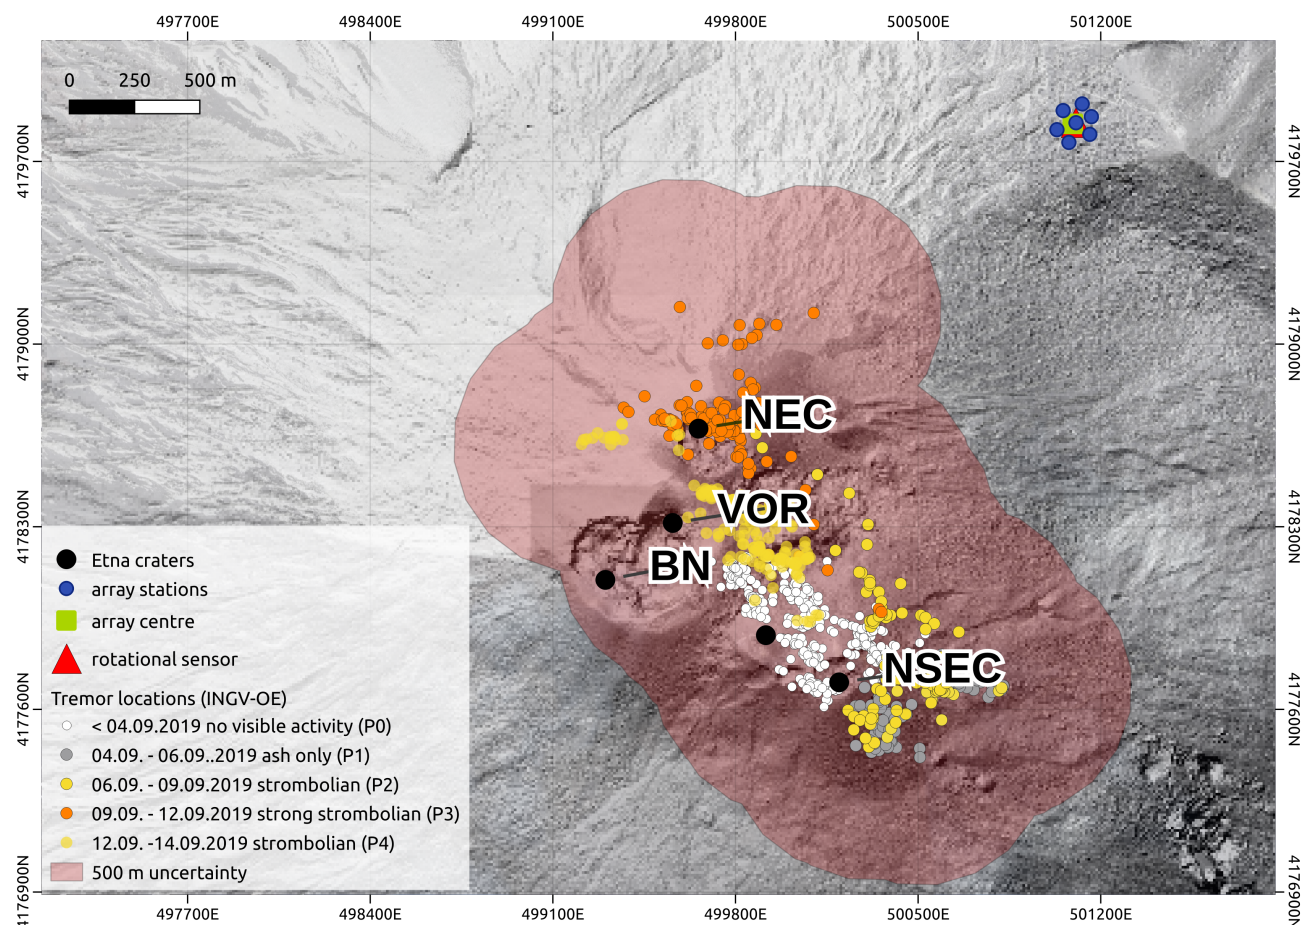 497700E 498400E 499100E 499800E 500500E 501200E
0 250 500 m
4179700N 4179700N
4179000N 4179000N
NEC
VOR
4178300N 4178300N
BN
NSEC
4177600N 4177600N
4176900N 4176900N
Etna craters
array stations
array centre
rotational sensor
Tremor locations (INGV-OE)
< 04.09.2019 no visible activity (P0)
04.09. - 06.09..2019 ash only (P1)
06.09. - 09.09.2019 strombolian (P2)
09.09. - 12.09.2019 strong strombolian (P3)
12.09. -14.09.2019 strombolian (P4)
500 m uncertainty
497700E 498400E 499100E 499800E 500500E 501200E